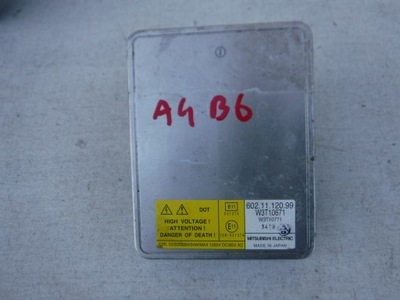 A4 B6
DOT
HIGH VOLTAGE!
!ATTENTION!
DANGER OF DEATH!
602.11.120.99
W3T10671
W3T10771
MITSUBISHI ELECTRIC
MADE IN JAPAN